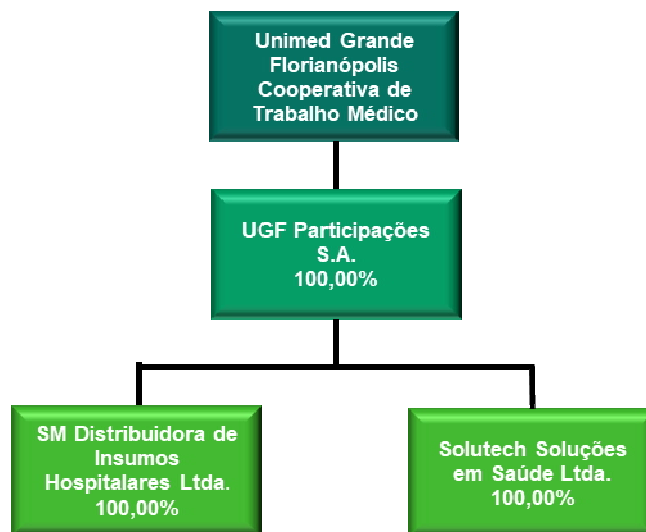 Unimed Grande
Florianópolis
Cooperativa de
Trabalho Médico
UGF Participações
S.A.
100,00%
SM Distribuidora de
Insumos
Hospitalares Ltda.
100,00%
Solutech Soluções
em Saúde Ltda.
100,00%